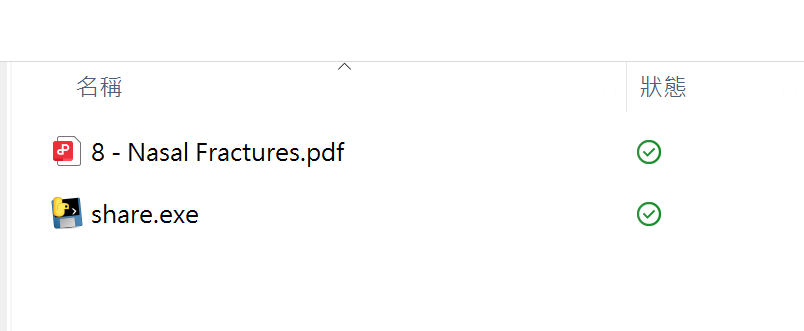 名稱 狀態
8 - Nasal Fractures.pdf
share.exe